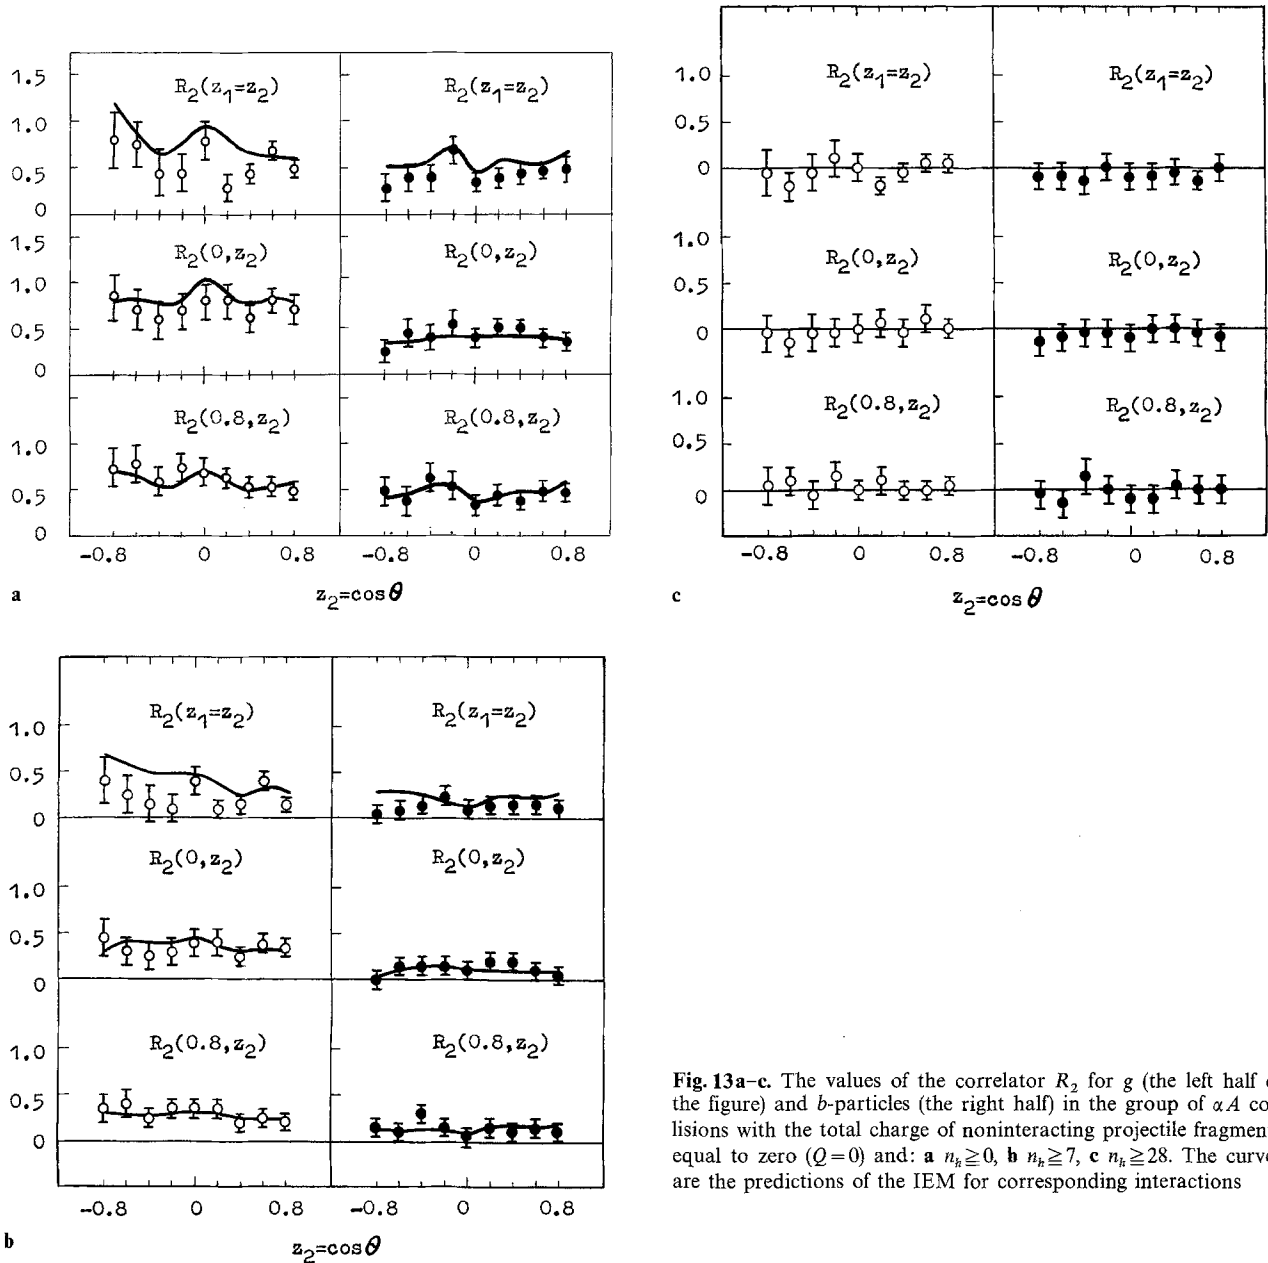 R2(z1=z2) R2(z1=z2)
1.5
1.0
0.5
0
R2(0,z2) R2(0,z2)
1.5
1.0
0.5
0
R2(0.8,z2) R2(0.8,z2)
1.0
0.5
0
-0.8 0 0.8 -0.8 0 0.8
a z2=cosθ
R2(z1=z2) R2(z1=z2)
1.0
0.5
0
R2(0,z2) R2(0,z2)
1.0
0.5
0
R2(0.8,z2) R2(0.8,z2)
1.0
0.5
0
-0.8 0 0.8 -0.8 0 0.8
c z2=cosθ
R2(z1=z2) R2(z1=z2)
1.0
0.5
0
R2(0,z2) R2(0,z2)
1.0
0.5
0
R2(0.8,z2) R2(0.8,z2)
1.0
0.5
0
-0.8 0 0.8 -0.8 0 0.8
b z2=cosθ
Fig. 13a–c. The values of the correlator R2 for g (the left half
the figure) and b-particles (the right half) in the group of αA co
lisions with the total charge of noninteracting projectile fragmen
equal to zero (Q=0) and: a nh≧0, b nh≧7, c nh≧28. The curve
are the predictions of the IEM for corresponding interactions